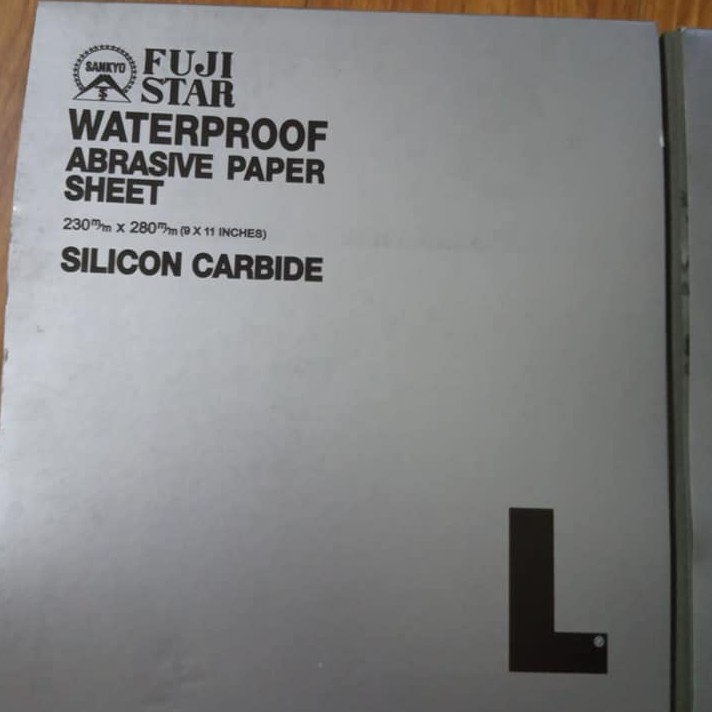 SANKYO
FUJI
STAR
WATERPROOF
ABRASIVE PAPER
SHEET
230m/m x 280m/m (9 X 11 INCHES)
SILICON CARBIDE
L